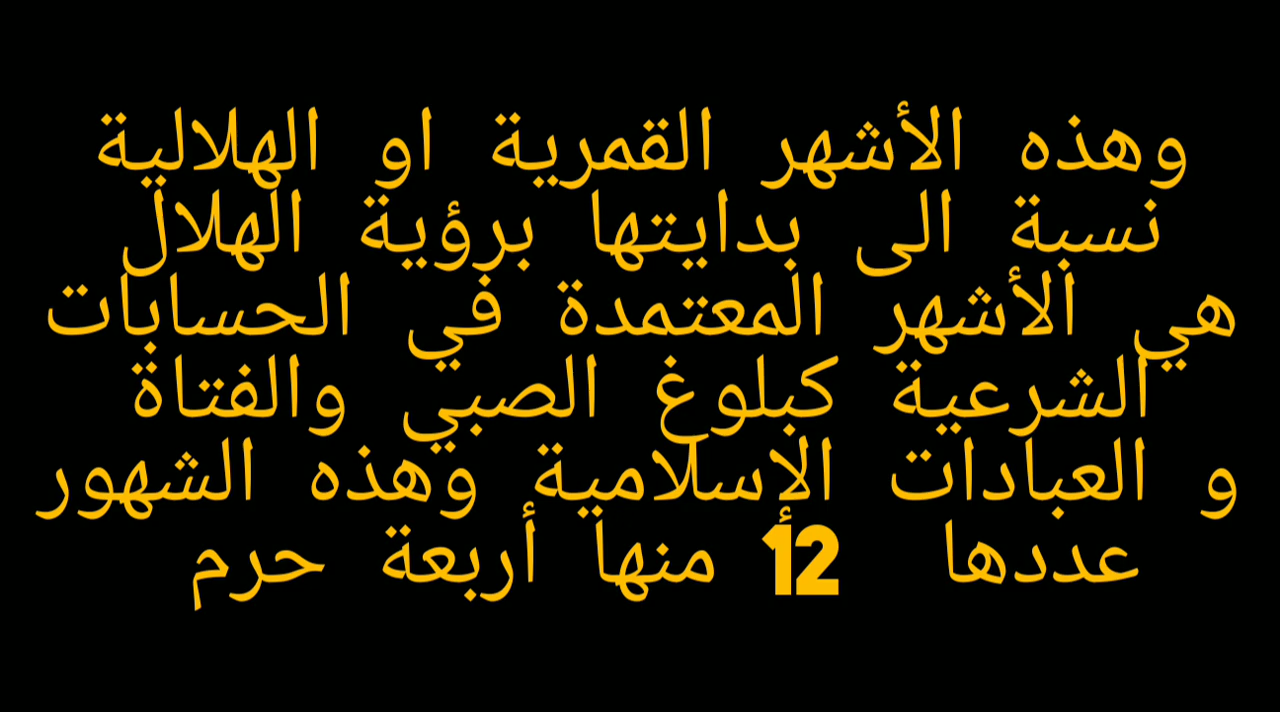 وهذه الأشهر القمرية او الهلالية
نسبة الى بدايتها برؤية الهلال
هي الأشهر المعتمدة في الحسابات
الشرعية كبلوغ الصبي والفتاة
و العبادات الأسلامية وهذه الشهور
عددها 12 منها أربعة حرم